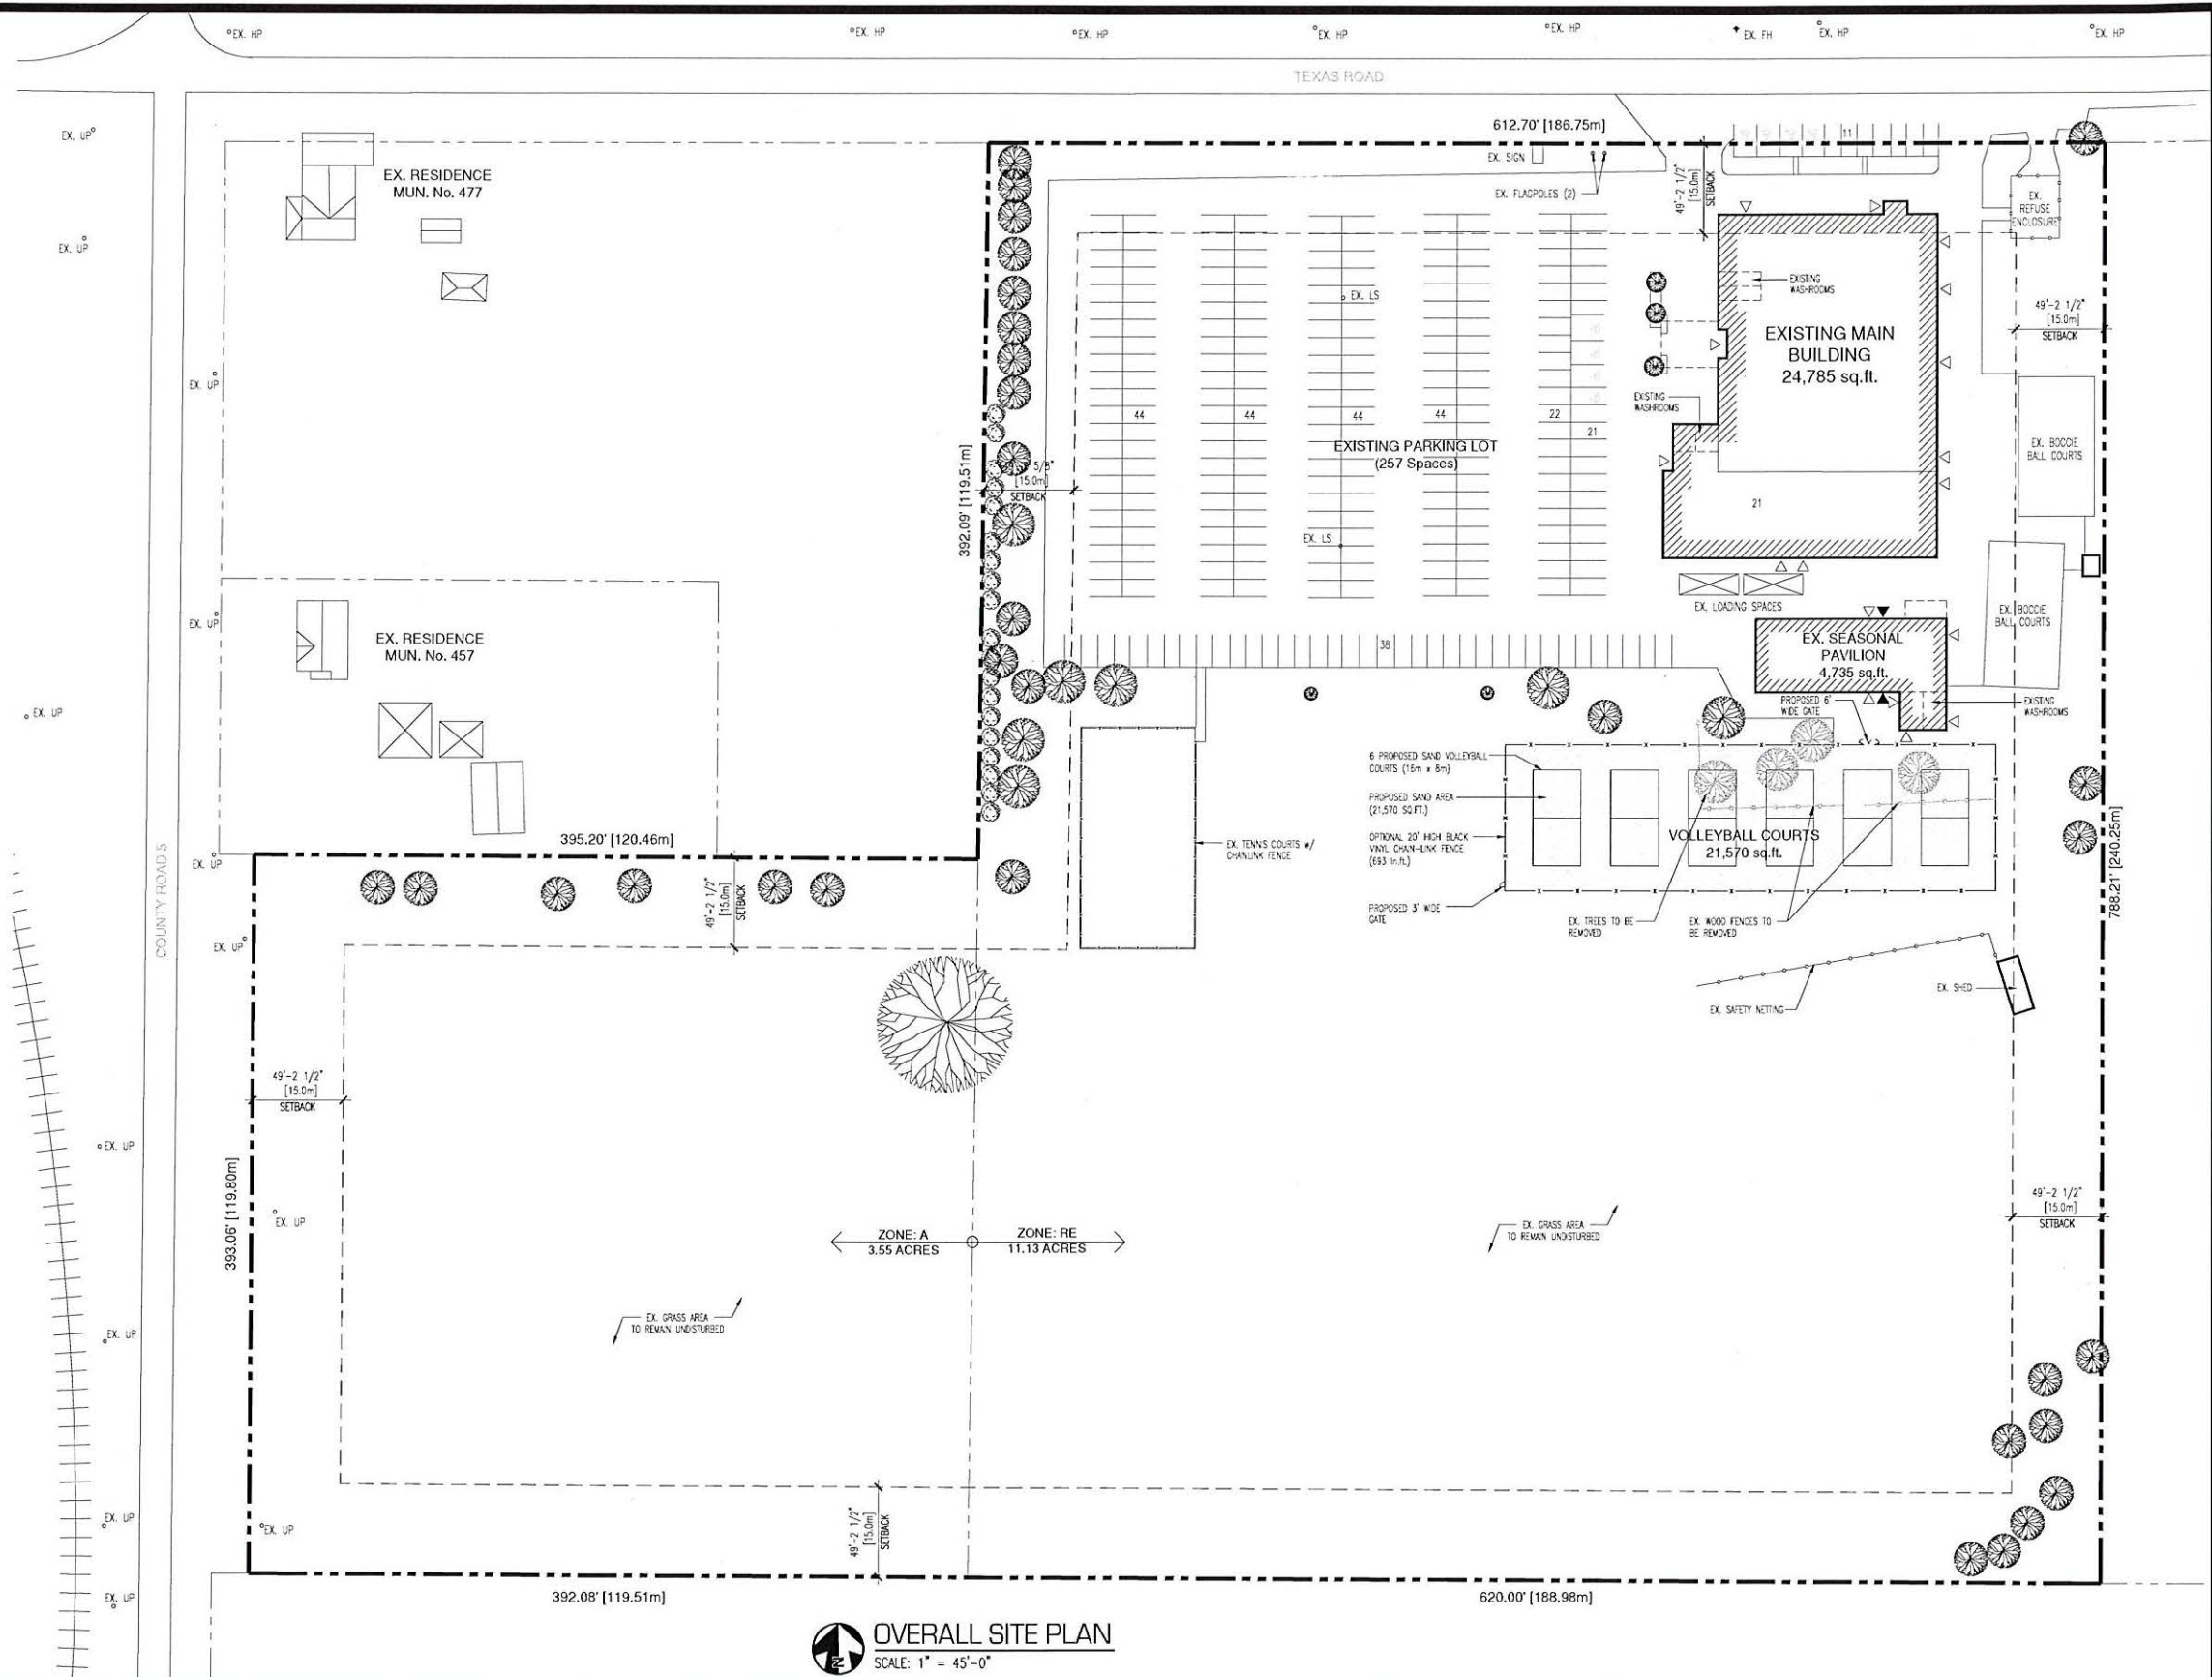 EX. HP
EX. HP
EX. HP
EX. HP
EX. HP
EX. FH
EX. HP
EX. HP
TEXAS ROAD
EX. UP
EX. UP
EX. UP
EX. UP
EX. UP
EX. UP
EX. UP
EX. UP
EX. UP
EX. UP
EX. UP
EX. UP
EX. UP
COUNTY ROAD 5
EX. RESIDENCE
MUN. No. 477
EX. RESIDENCE
MUN. No. 457
612.70' [186.75m]
EX. SIGN
EX. FLAGPOLES (2)
49'-2 1/2"
[15.0m]
SETBACK
11
EX.
REFUSE
ENCLOSURE
EXISTING
WASHROOMS
EXISTING MAIN
BUILDING
24,785 sq.ft.
49'-2 1/2"
[15.0m]
SETBACK
EX. LS
EXISTING
WASHROOMS
44
44
44
44
22
21
EXISTING PARKING LOT
(257 Spaces)
392.09' [119.51m]
5/8"
[15.0m]
SETBACK
EX. LS
21
EX. BOCCIE
BALL COURTS
EX. LOADING SPACES
EX. BOCCIE
BALL COURTS
38
EX. SEASONAL
PAVILION
4,735 sq.ft.
PROPOSED 6'
WIDE GATE
EXISTING
WASHROOMS
6 PROPOSED SAND VOLLEYBALL
COURTS (16m x 8m)
PROPOSED SAND AREA
(21,570 SQ.FT.)
OPTIONAL 20' HIGH BLACK
VINYL CHAIN-LINK FENCE
(693 ln.ft.)
PROPOSED 3' WIDE
GATE
EX. TENNIS COURTS w/
CHAINLINK FENCE
VOLLEYBALL COURTS
21,570 sq.ft.
EX. TREES TO BE
REMOVED
EX. WOOD FENCES TO
BE REMOVED
788.21' [240.25m]
395.20' [120.46m]
49'-2 1/2"
[15.0m]
SETBACK
EX. SAFETY NETTING
EX. SHED
49'-2 1/2"
[15.0m]
SETBACK
393.06' [119.80m]
ZONE: A
3.55 ACRES
ZONE: RE
11.13 ACRES
EX. GRASS AREA
TO REMAIN UNDISTURBED
EX. GRASS AREA
TO REMAIN UNDISTURBED
49'-2 1/2"
[15.0m]
SETBACK
49'-2 1/2"
[15.0m]
SETBACK
392.08' [119.51m]
620.00' [188.98m]
N
OVERALL SITE PLAN
SCALE: 1" = 45'-0"